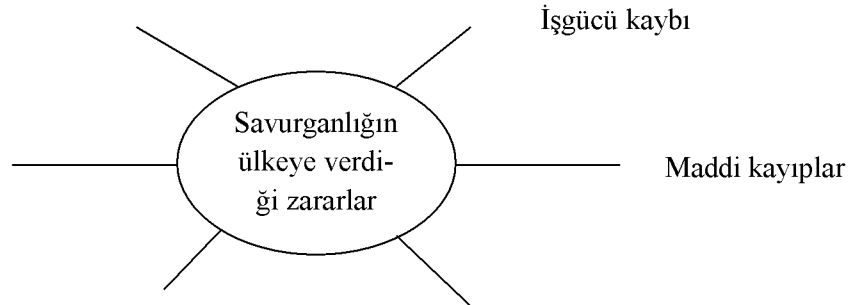 İşgücü kaybı
Savurganlığın
ülkeye verdi-
ği zararlar
Maddi kayıplar